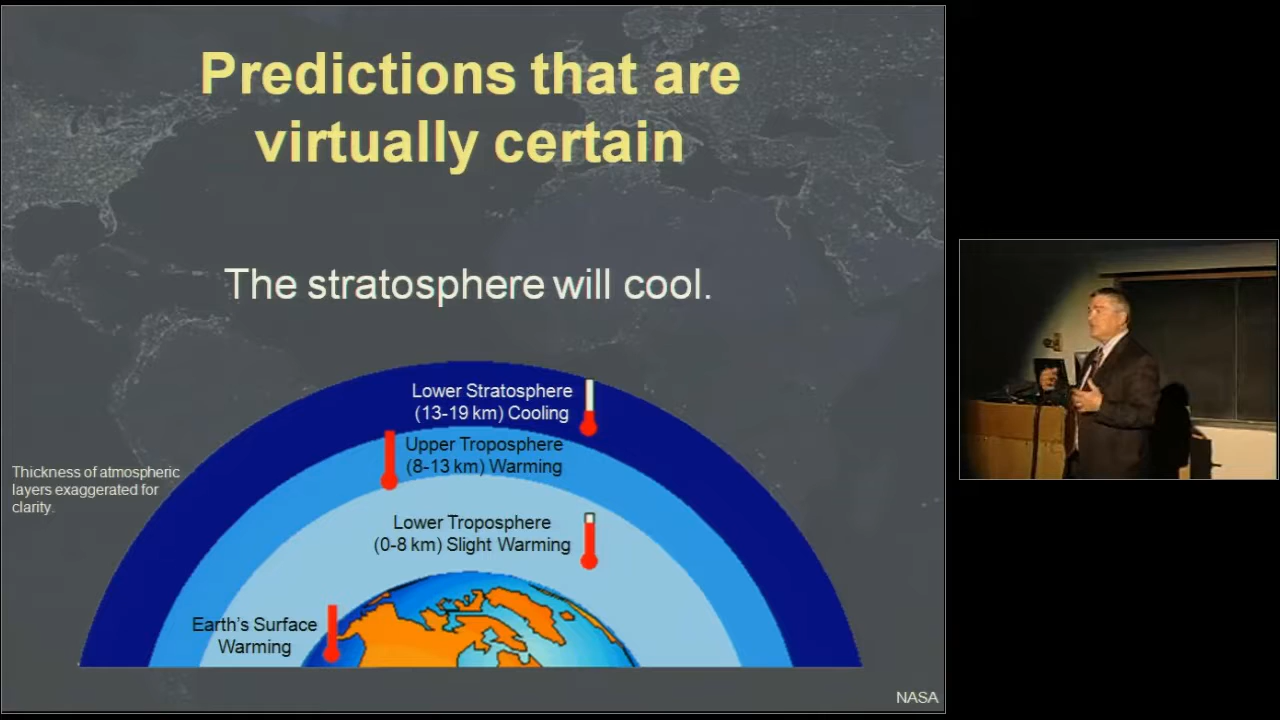 Predictions that are
virtually certain
The stratosphere will cool.
Lower Stratosphere
(13-19 km) Cooling
Upper Troposphere
(8-13 km) Warming
Thickness of atmospheric
layers exaggerated for
clarity.
Lower Troposphere
(0-8 km) Slight Warming
Earth's Surface
Warming
NASA